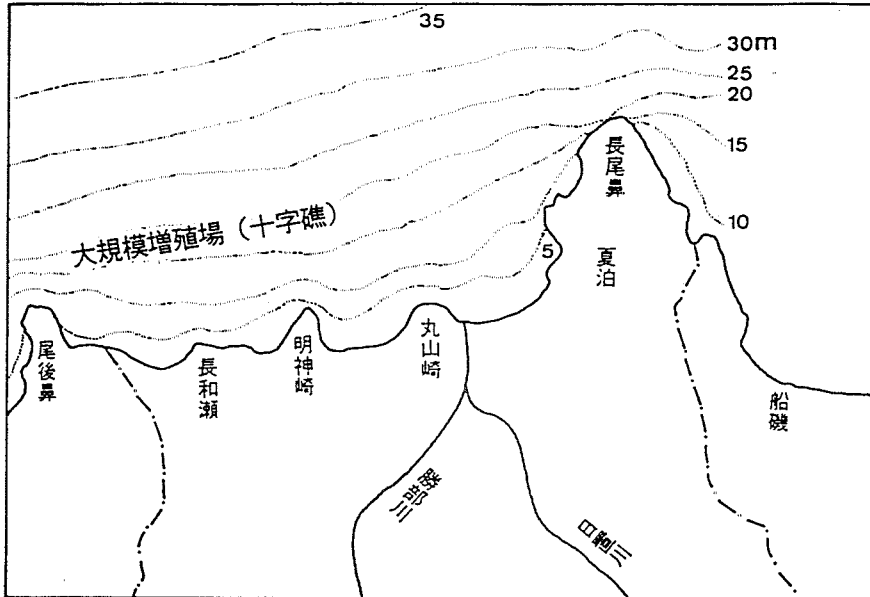 35
30m
25
20
15
10
5
大規模増殖場（十字礁）
長尾鼻
夏泊
尾後鼻
長和瀬
明神崎
丸山崎
船磯
勝部川
日置川